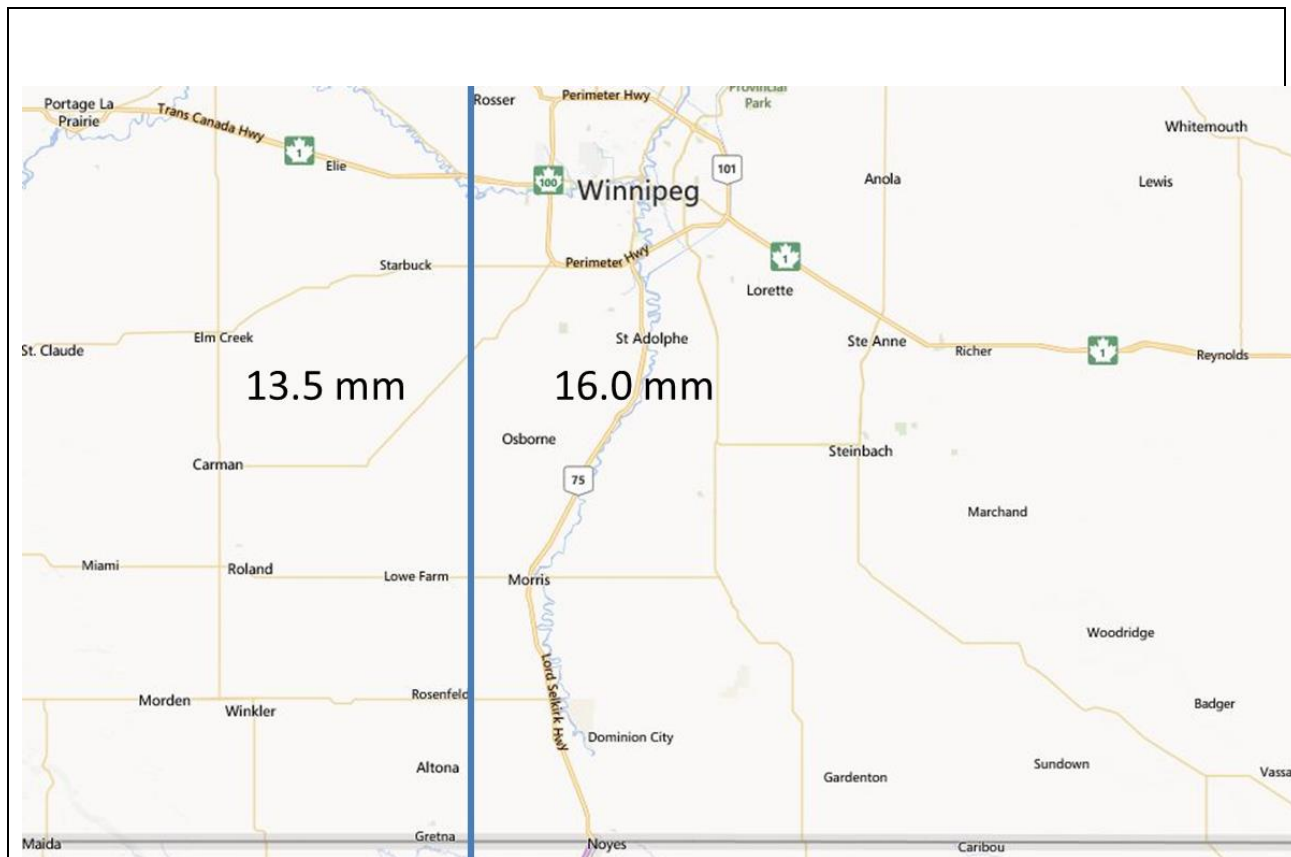 Portage La
Prairie
Trans Canada Hwy
1
Elie
Rosser
Perimeter Hwy
Provincial
Park
100
Winnipeg
101
Anola
Whitemouth
Lewis
Starbuck
Perimeter Hwy
1
Lorette
St. Claude
Elm Creek
St Adolphe
Ste Anne
Richer
1
Reynolds
13.5 mm
16.0 mm
Carman
Osborne
75
Steinbach
Marchand
Miami
Roland
Lowe Farm
Morris
Woodridge
Morden
Winkler
Rosenfeld
Lord Selkirk Hwy
Dominion City
Badger
Altona
Gardenton
Sundown
Vassa
Maida
Gretna
Noyes
Caribou